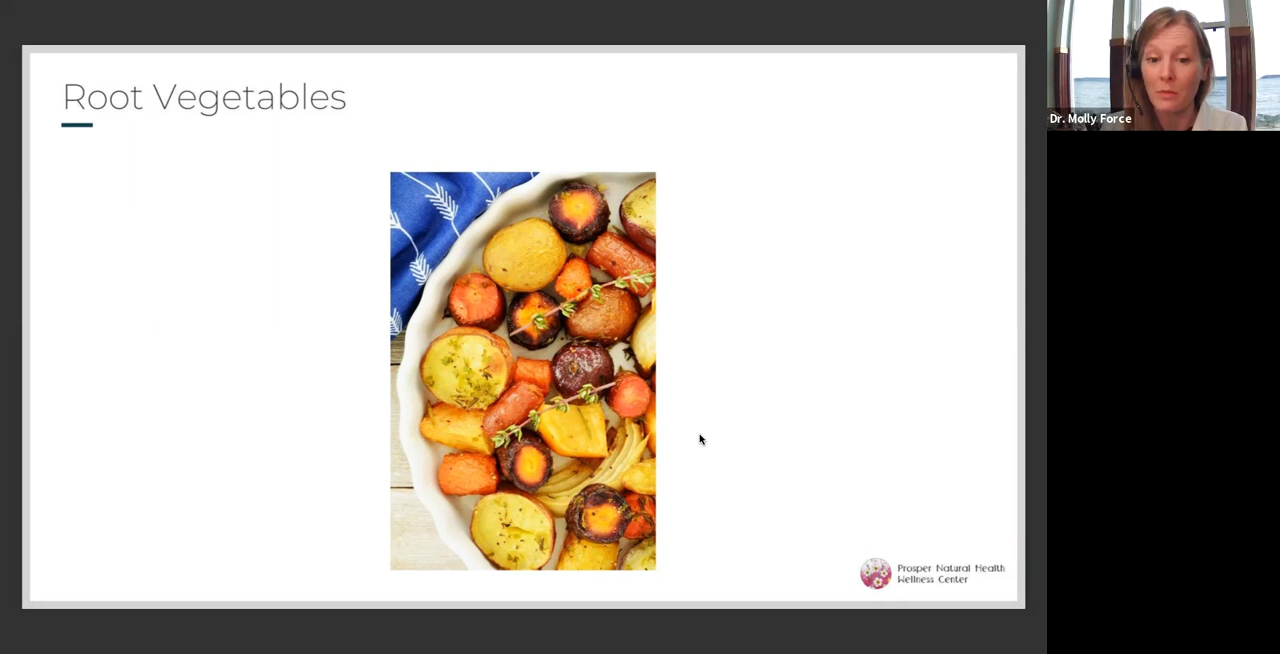 Root Vegetables
Dr. Molly Force
Prosper Natural Health
Wellness Center